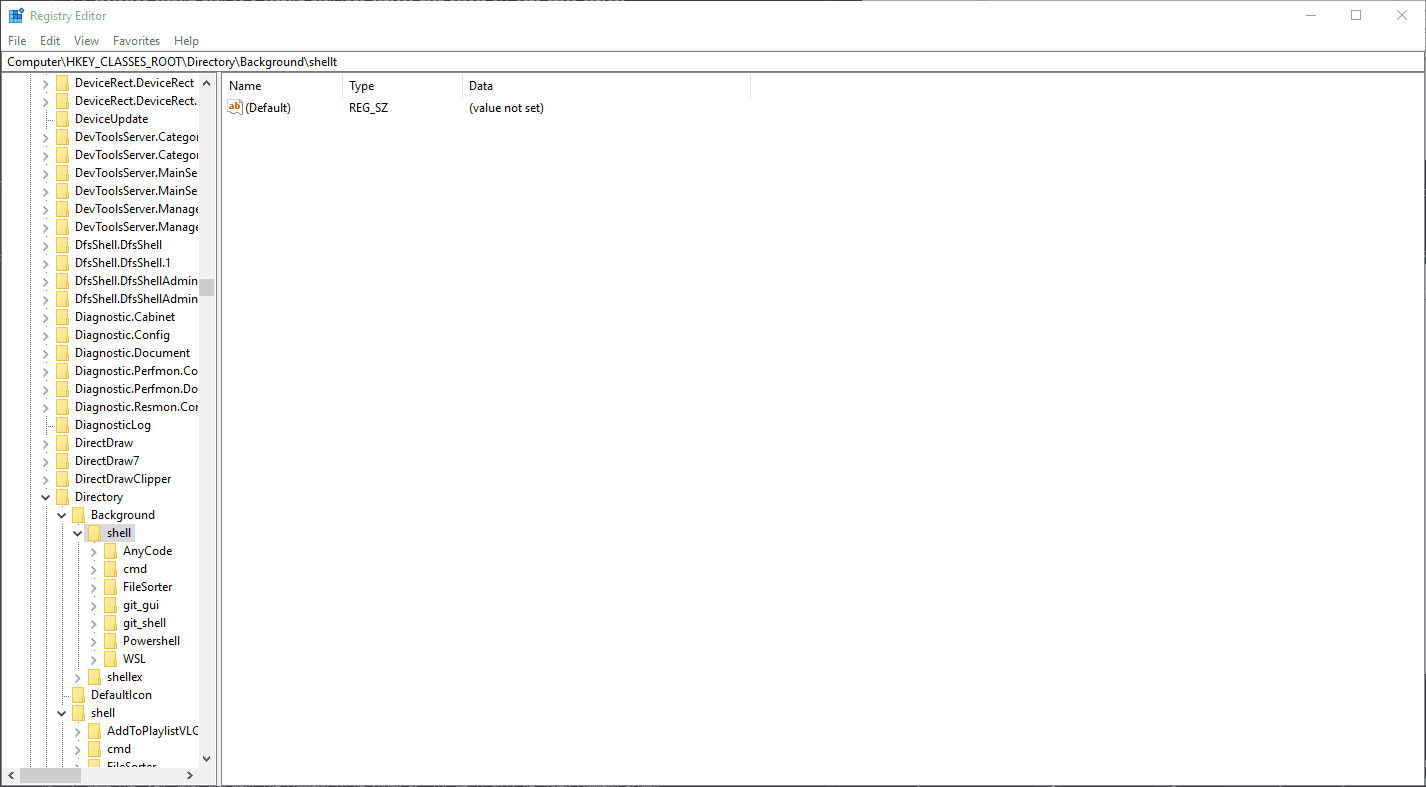 Registry Editor
File Edit View Favorites Help
Computer\HKEY_CLASSES_ROOT\Directory\Background\shellt
DeviceRect.DeviceRect
DeviceRect.DeviceRect.
DeviceUpdate
DevToolsServer.Categor
DevToolsServer.Categor
DevToolsServer.MainSe
DevToolsServer.MainSe
DevToolsServer.Manage
DevToolsServer.Manage
DfsShell.DfsShell
DfsShell.DfsShell.1
DfsShell.DfsShellAdmin
DfsShell.DfsShellAdmin
Diagnostic.Cabinet
Diagnostic.Config
Diagnostic.Document
Diagnostic.Perfmon.Co
Diagnostic.Perfmon.Do
Diagnostic.Resmon.Cor
DiagnosticLog
DirectDraw
DirectDraw7
DirectDrawClipper
Directory
Background
shell
AnyCode
cmd
FileSorter
git_gui
git_shell
Powershell
WSL
shellex
DefaultIcon
shell
AddToPlaylistVLC
cmd
FileSorter
Name Type Data
ab (Default) REG_SZ (value not set)